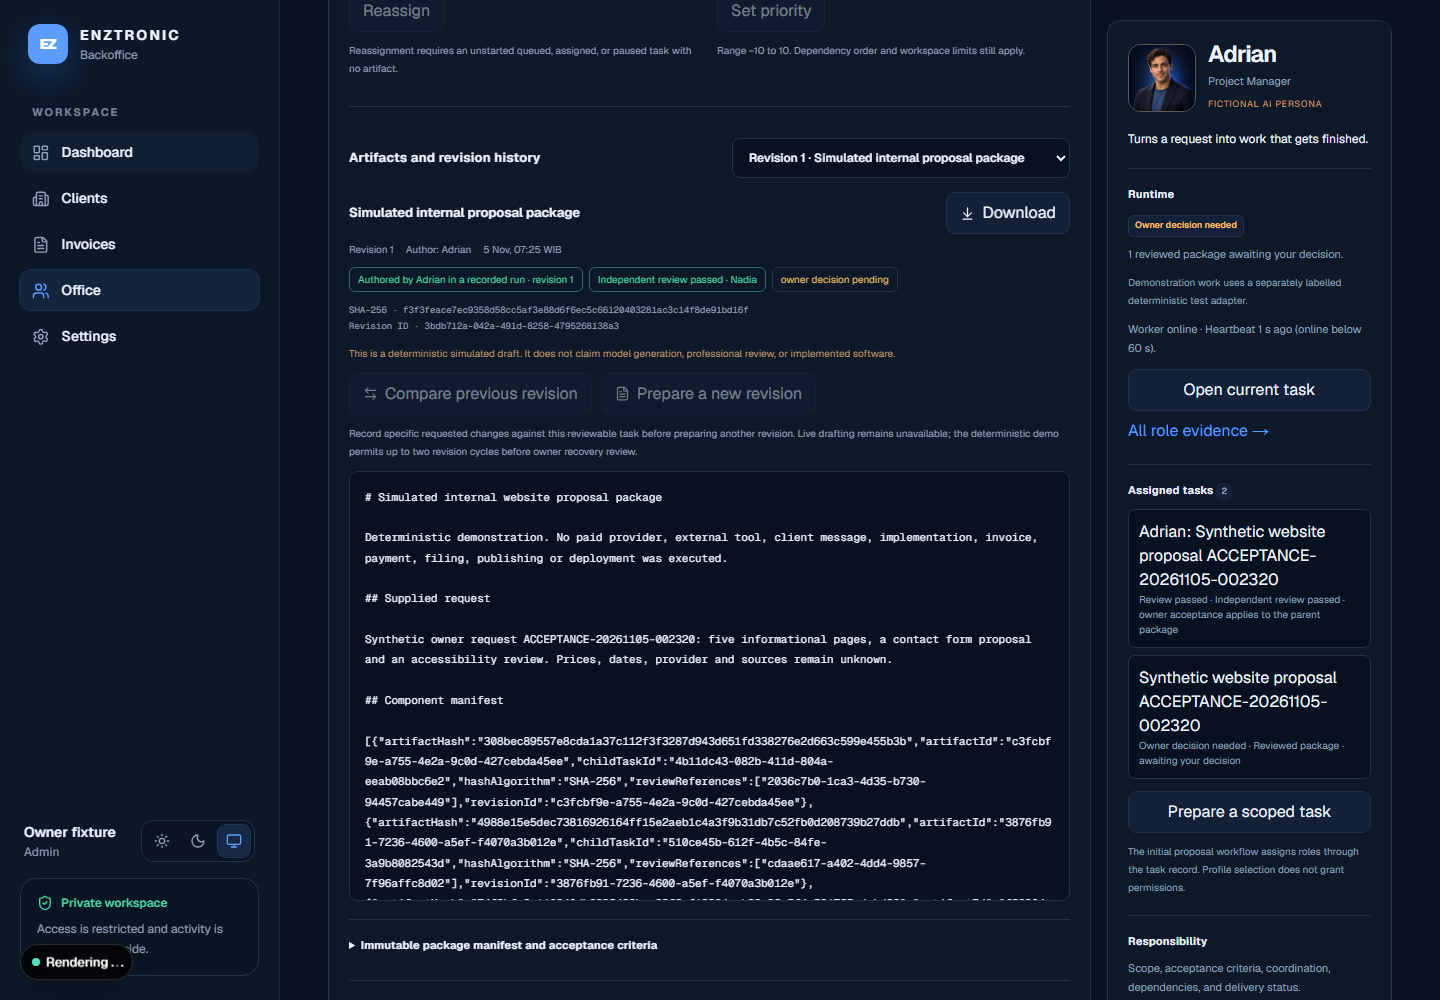 EZ
ENZTRONIC
Backoffice
WORKSPACE
Dashboard
Clients
Invoices
Office
Settings
Owner fixture
Admin
Private workspace
Access is restricted and activity is
ide.
Rendering ...
Reassign
Reassignment requires an unstarted queued, assigned, or paused task with
no artifact.
Set priority
Range −10 to 10. Dependency order and workspace limits still apply.
Artifacts and revision history
Revision 1 · Simulated internal proposal package
Simulated internal proposal package
Download
Revision 1 Author: Adrian 5 Nov, 07:25 WIB
Authored by Adrian in a recorded run · revision 1
Independent review passed · Nadia
owner decision pending
SHA-256 · f3f3feace7ec9358d58cc5af3e88d6f6ec5c66120403281ac3c14f8de91bd16f
Revision ID · 3bdb712a-042a-491d-8258-4795268138a3
This is a deterministic simulated draft. It does not claim model generation, professional review, or implemented software.
Compare previous revision
Prepare a new revision
Record specific requested changes against this reviewable task before preparing another revision. Live drafting remains unavailable; the deterministic demo
permits up to two revision cycles before owner recovery review.
# Simulated internal website proposal package
Deterministic demonstration. No paid provider, external tool, client message, implementation, invoice,
payment, filing, publishing or deployment was executed.
## Supplied request
Synthetic owner request ACCEPTANCE-20261105-002320: five informational pages, a contact form proposal
and an accessibility review. Prices, dates, provider and sources remain unknown.
## Component manifest
[{"artifactHash":"308bec89557e8cda1a37c112f3f3287d943d651fd338276e2d663c599e455b3b","artifactId":"c3fcbf
9e-a755-4e2a-9c0d-427cebda45ee","childTaskId":"4b11dc43-082b-411d-804a-
eeab08bbc6e2","hashAlgorithm":"SHA-256","reviewReferences":["2036c7b0-1ca3-4d35-b730-
94457cabe449"],"revisionId":"c3fcbf9e-a755-4e2a-9c0d-427cebda45ee"},
{"artifactHash":"4988e15e5dec73816926164ff15e2aeb1c4a3f9b31db7c52fb0d208739b27ddb","artifactId":"3876fb9
1-7236-4600-a5ef-f4070a3b012e","childTaskId":"510ce45b-612f-4b5c-84fe-
3a9b8082543d","hashAlgorithm":"SHA-256","reviewReferences":["cdaae617-a402-4dd4-9857-
7f96affc8d02"],"revisionId":"3876fb91-7236-4600-a5ef-f4070a3b012e"},
Immutable package manifest and acceptance criteria
Adrian
Project Manager
FICTIONAL AI PERSONA
Turns a request into work that gets finished.
Runtime
Owner decision needed
1 reviewed package awaiting your decision.
Demonstration work uses a separately labelled
deterministic test adapter.
Worker online · Heartbeat 1 s ago (online below
60 s).
Open current task
All role evidence →
Assigned tasks 2
Adrian: Synthetic website
proposal ACCEPTANCE-
20261105-002320
Review passed · Independent review passed ·
owner acceptance applies to the parent
package
Synthetic website proposal
ACCEPTANCE-20261105-
002320
Owner decision needed · Reviewed package ·
awaiting your decision
Prepare a scoped task
The initial proposal workflow assigns roles through
the task record. Profile selection does not grant
permissions.
Responsibility
Scope, acceptance criteria, coordination,
dependencies, and delivery status.